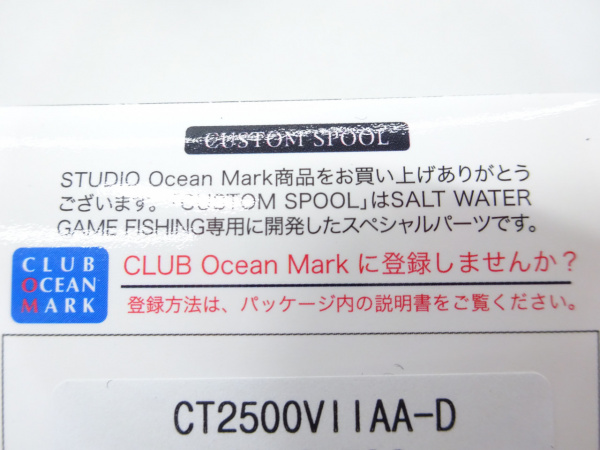 CUSTOM SPOOL
STUDIO Ocean Mark商品をお買い上げありがとう
ございます。「CUSTOM SPOOL」はSALT WATER
GAME FISHING専用に開発したスペシャルパーツです。
CLUB
OCEAN
MARK
CLUB Ocean Mark に登録しませんか？
登録方法は、パッケージ内の説明書をご覧ください。
CT2500VIIAA-D